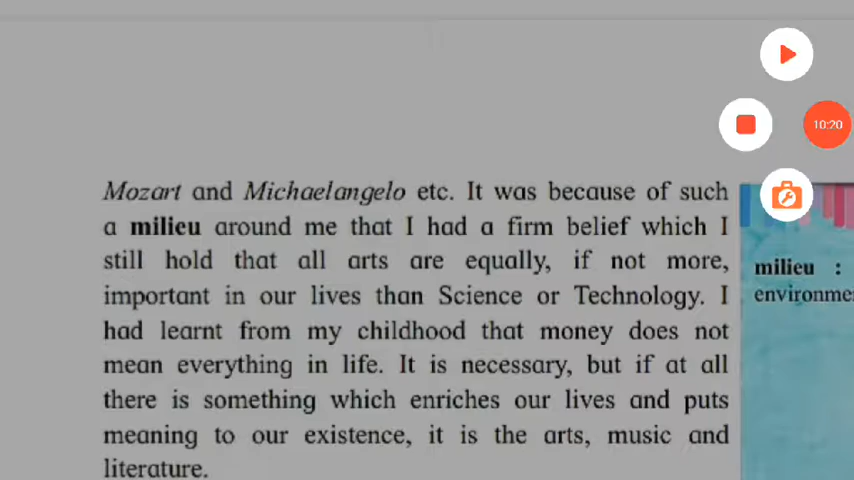 10:20
Mozart and Michaelangelo etc. It was because of such
a milieu around me that I had a firm belief which I
still hold that all arts are equally, if not more,
important in our lives than Science or Technology. I
had learnt from my childhood that money does not
mean everything in life. It is necessary, but if at all
there is something which enriches our lives and puts
meaning to our existence, it is the arts, music and
literature.
milieu :